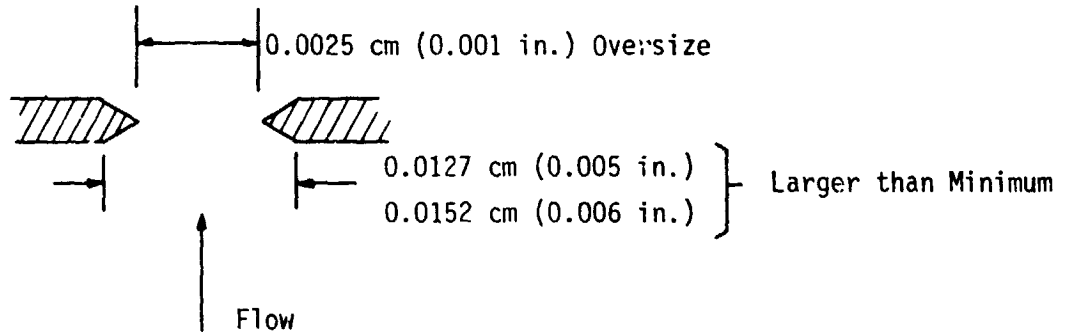 0.0025 cm (0.001 in.) Oversize
0.0127 cm (0.005 in.)
0.0152 cm (0.006 in.)
Larger than Minimum
Flow